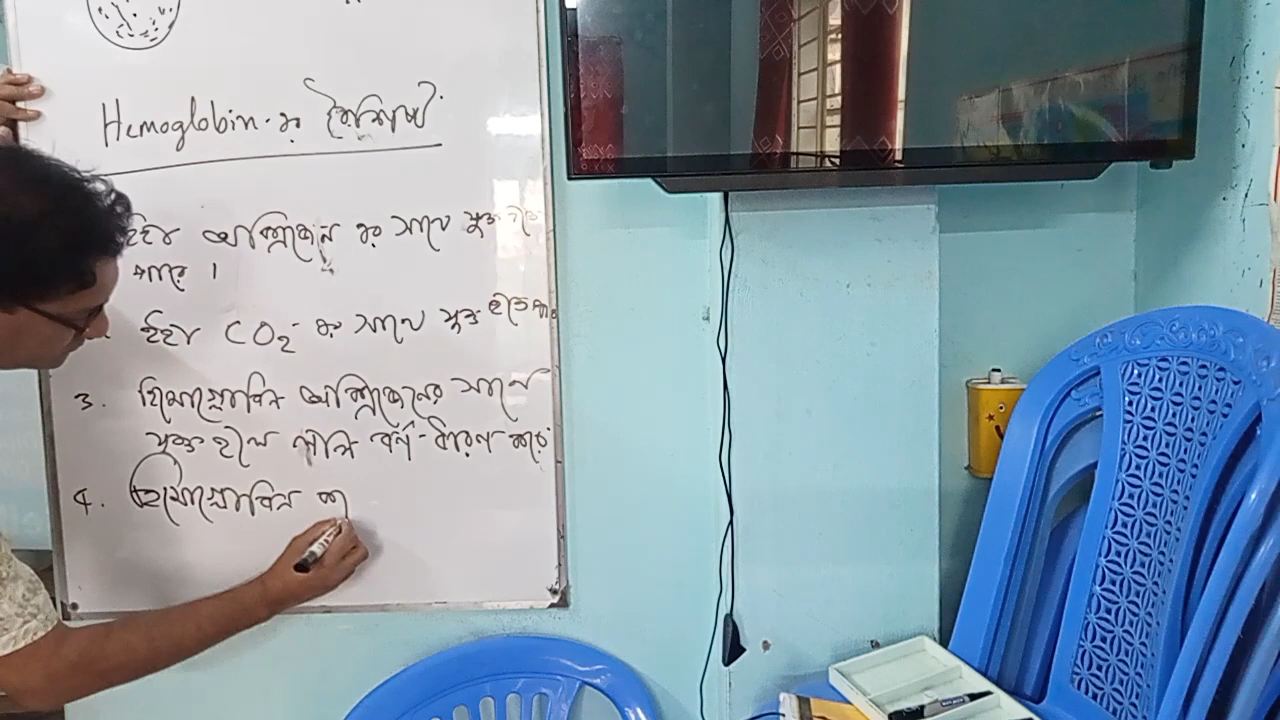 Hemoglobin-এর বৈশিষ্ট্য
ইহা অক্সিজেন এর সাথে যুক্ত হতে
পারে ।
ইহা CO2-এর সাথে যুক্ত হতে পারে
3. হিমোগ্লোবিন অক্সিজেনের সাথে
যুক্ত হলে লাল বর্ণ ধারণ করে
4. হিমোগ্লোবিন